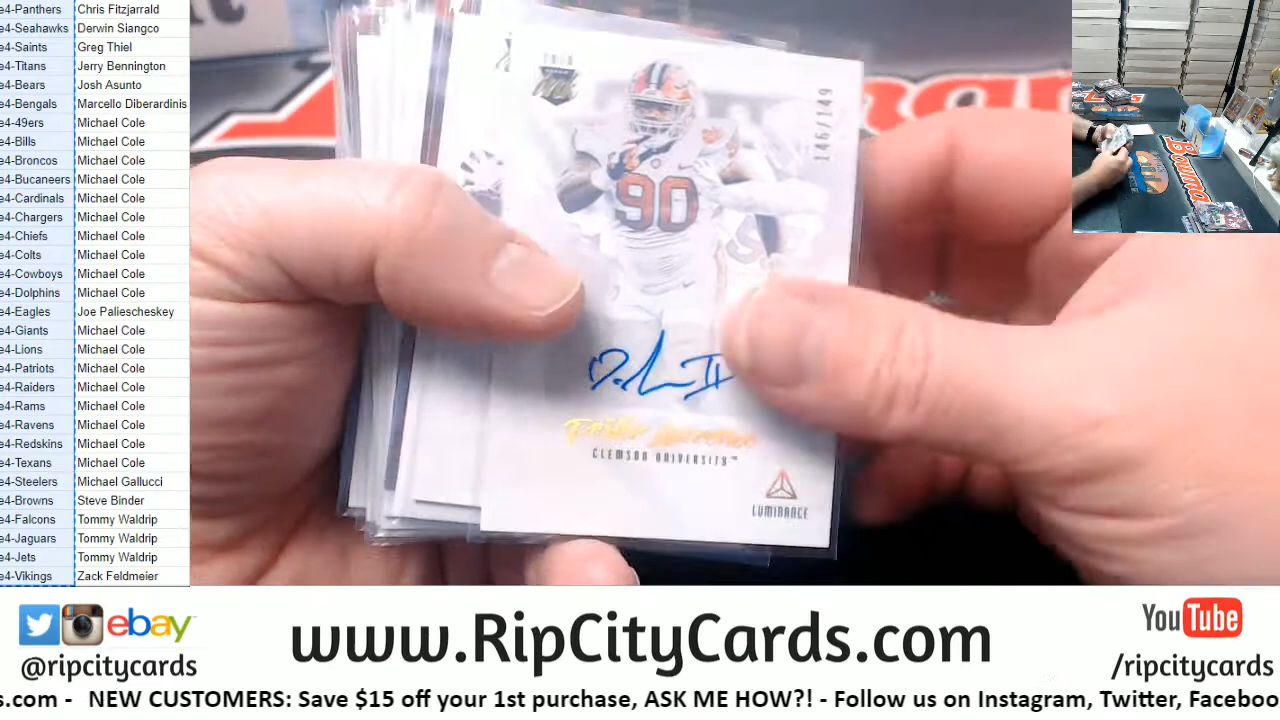 e4-Panthers Chris Fitzjarrald
e4-Seahawks Derwin Siangco
e4-Saints Greg Thiel
e4-Titans Jerry Bennington
e4-Bears Josh Asunto
e4-Bengals Marcello Diberardinis
e4-49ers Michael Cole
e4-Bills Michael Cole
e4-Broncos Michael Cole
e4-Bucaneers Michael Cole
e4-Cardinals Michael Cole
e4-Chargers Michael Cole
e4-Chiefs Michael Cole
e4-Colts Michael Cole
e4-Cowboys Michael Cole
e4-Dolphins Michael Cole
e4-Eagles Joe Paliescheskey
e4-Giants Michael Cole
e4-Lions Michael Cole
e4-Patriots Michael Cole
e4-Raiders Michael Cole
e4-Rams Michael Cole
e4-Ravens Michael Cole
e4-Redskins Michael Cole
e4-Texans Michael Cole
e4-Steelers Michael Gallucci
e4-Browns Steve Binder
e4-Falcons Tommy Waldrip
e4-Jaguars Tommy Waldrip
e4-Jets Tommy Waldrip
e4-Vikings Zack Feldmeier
146/149
90
CLEMSON UNIVERSITY™
LUMINANCE
Bowma
ebay
@ripcitycards
www.RipCityCards.com
YouTube
/ripcitycards
s.com - NEW CUSTOMERS: Save $15 off your 1st purchase, ASK ME HOW?! - Follow us on Instagram, Twitter, Faceboo